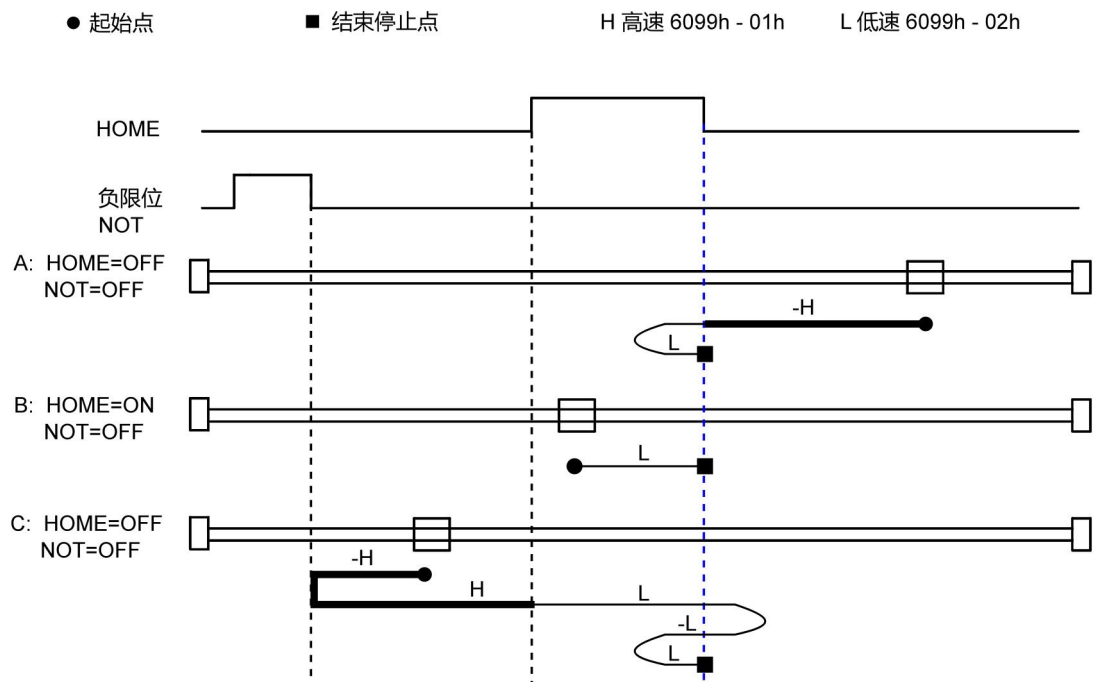 ● 起始点 ■ 结束停止点 H 高速 6099h - 01h L 低速 6099h - 02h
HOME
负限位
NOT
A: HOME=OFF
NOT=OFF
-H
L
B: HOME=ON
NOT=OFF
L
C: HOME=OFF
NOT=OFF
-H
H L
-L
L